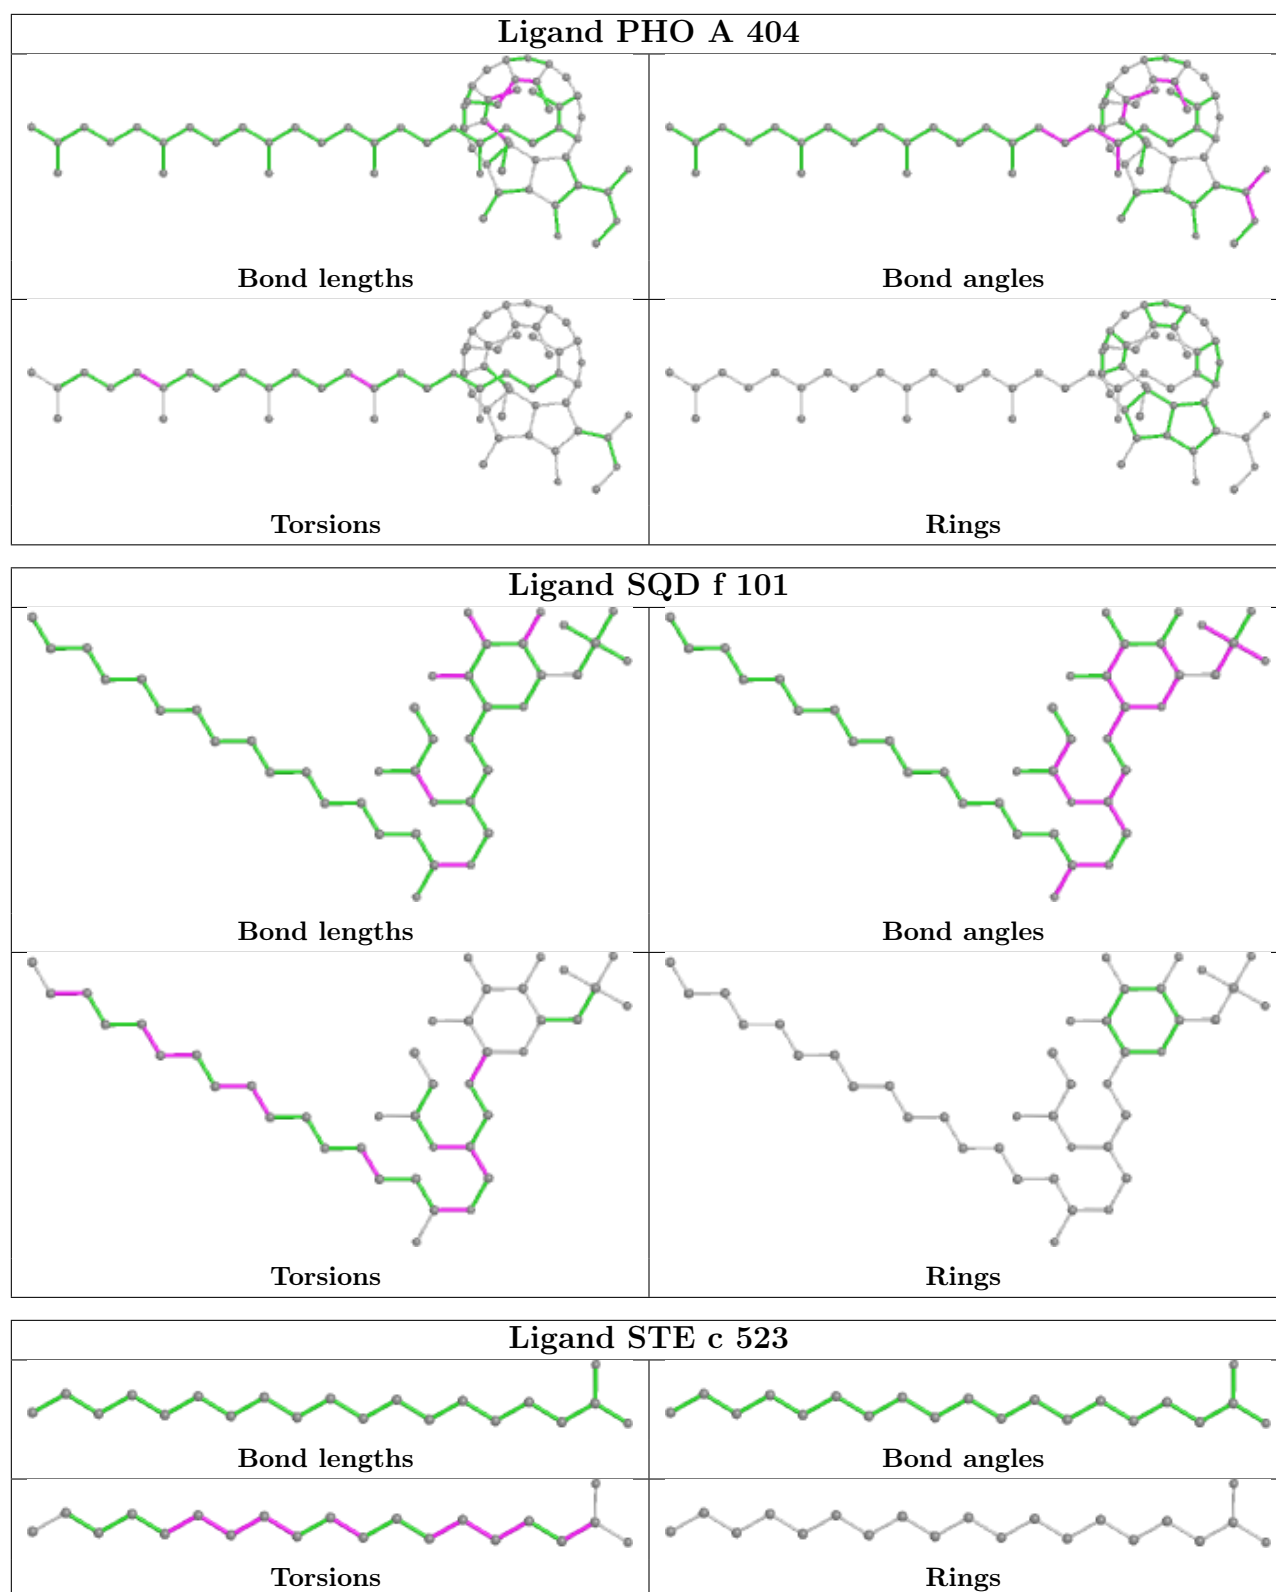 Ligand PHO A 404
Bond lengths
Bond angles
Torsions
Rings
Ligand SQD f 101
Bond lengths
Bond angles
Torsions
Rings
Ligand STE c 523
Bond lengths
Bond angles
Torsions
Rings